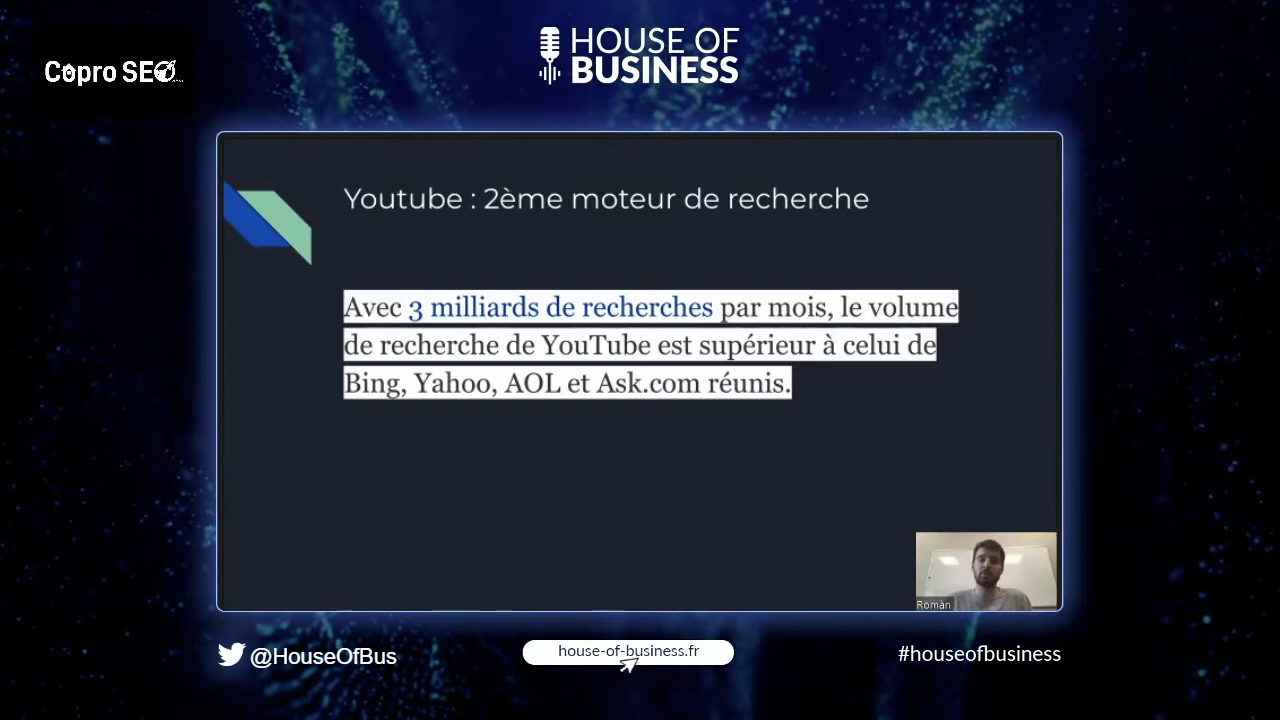 Copro SEO
HOUSE OF
BUSINESS
Youtube : 2ème moteur de recherche
Avec 3 milliards de recherches par mois, le volume
de recherche de YouTube est supérieur à celui de
Bing, Yahoo, AOL et Ask.com réunis.
Romàn
@HouseOfBus
house-of-business.fr
#houseofbusiness